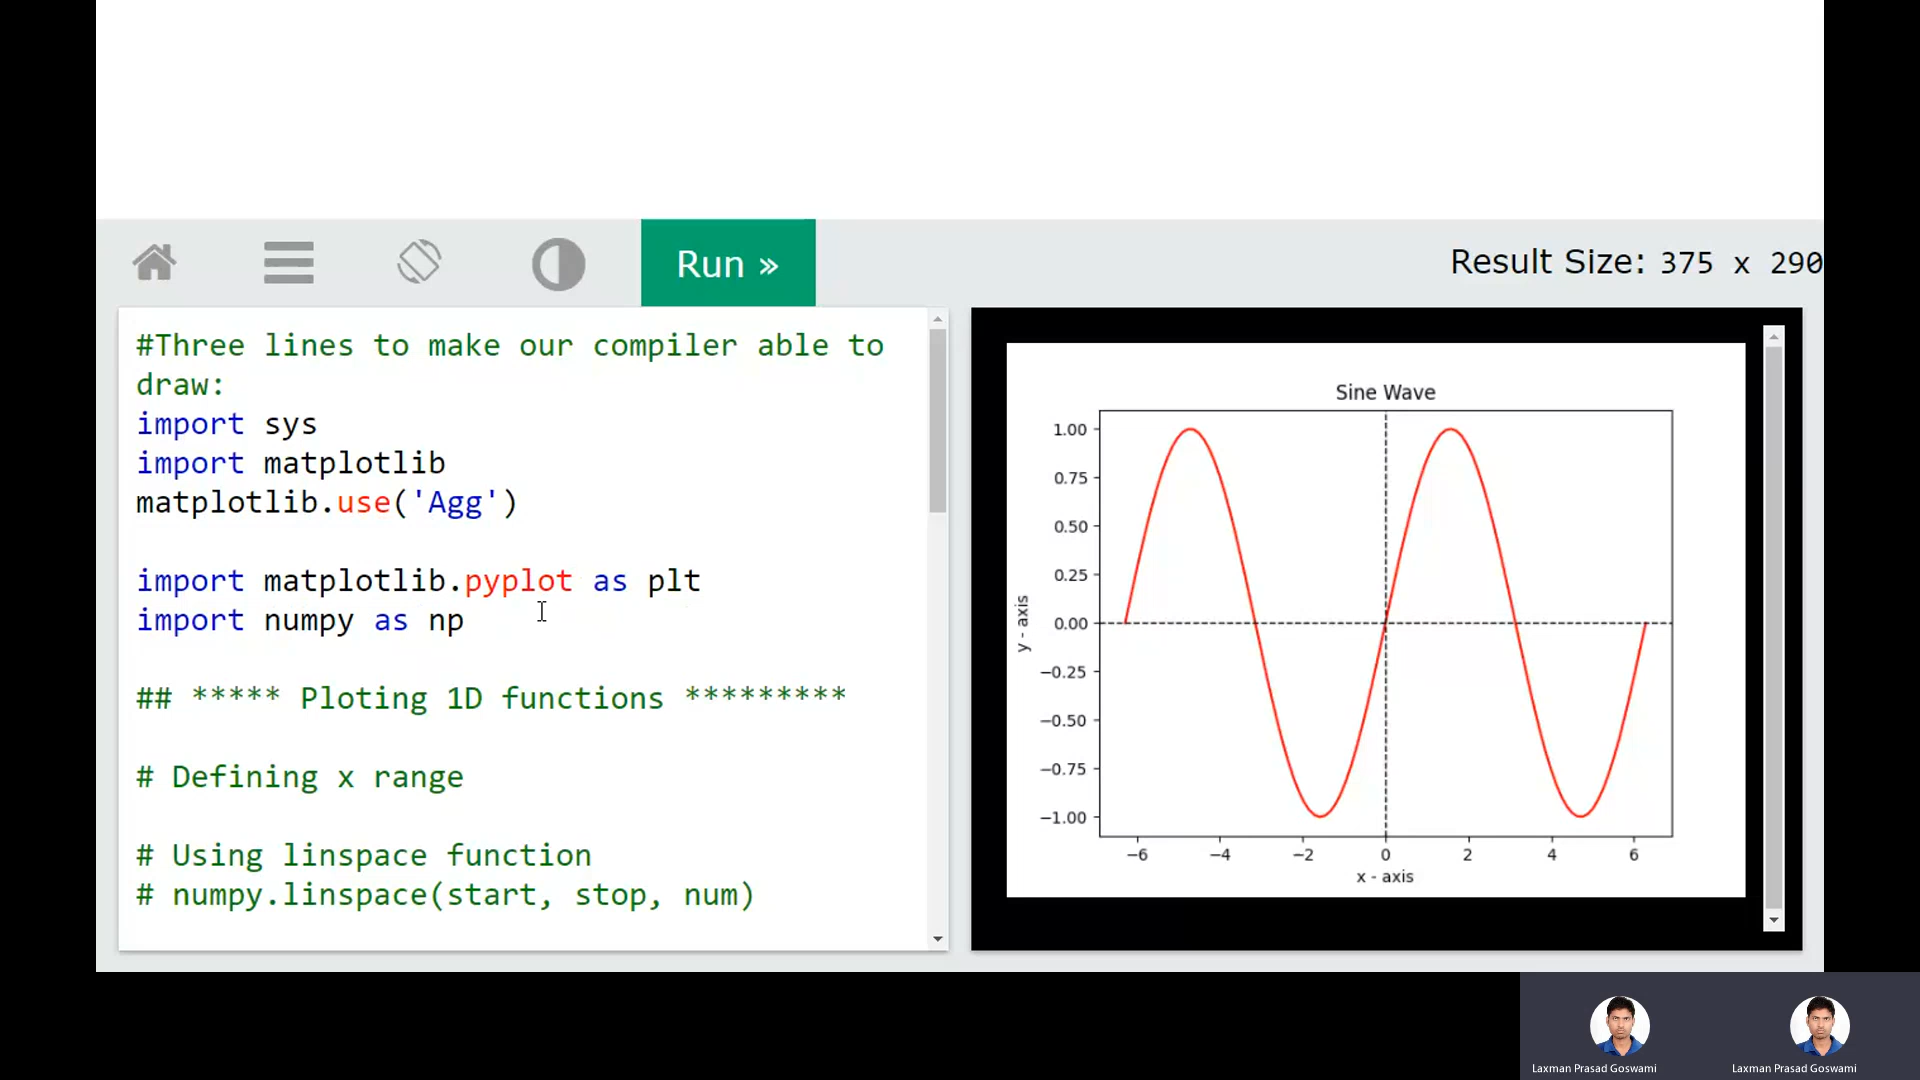 Run »
Result Size: 375 x 290
#Three lines to make our compiler able to
draw:
import sys
import matplotlib
matplotlib.use('Agg')
import matplotlib.pyplot as plt
import numpy as np
## ***** Ploting 1D functions *********
# Defining x range
# Using linspace function
# numpy.linspace(start, stop, num)
Sine Wave
1.00
0.75
0.50
0.25
0.00
−0.25
−0.50
−0.75
−1.00
y - axis
−6 −4 −2 0 2 4 6
x - axis
Laxman Prasad Goswami
Laxman Prasad Goswami